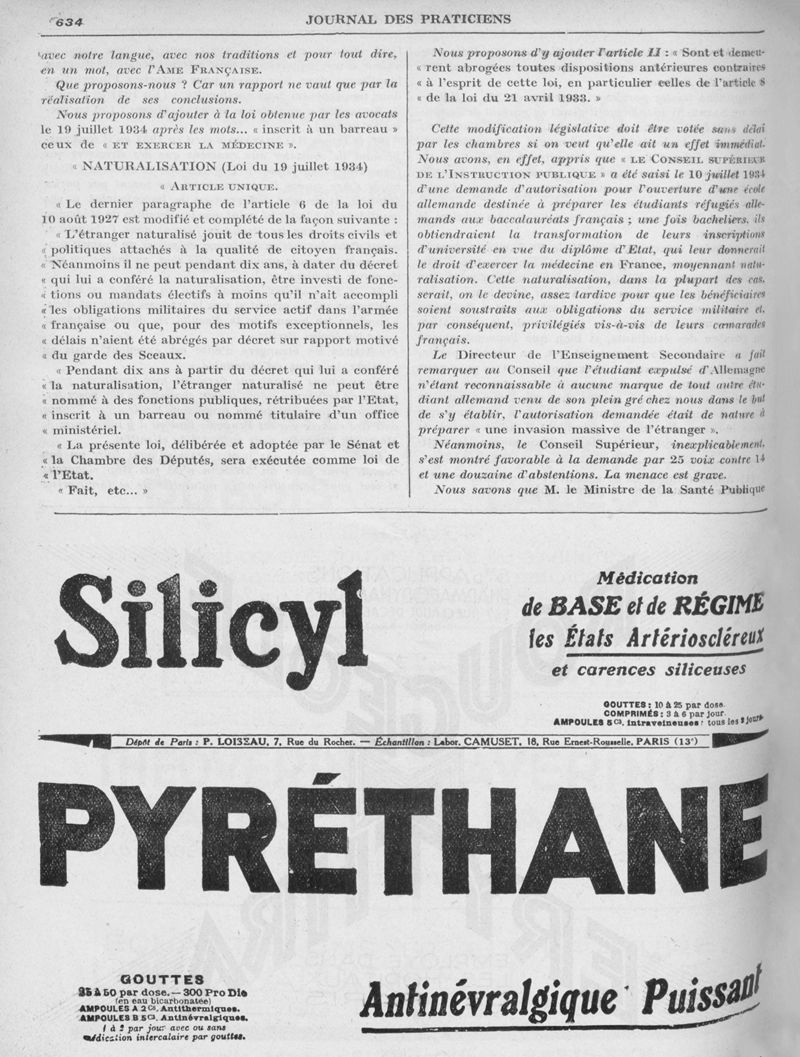 634
JOURNAL DES PRATICIENS
avec notre langue, avec nos traditions et pour tout dire,
en un mot, avec l'AME FRANÇAISE.
Que proposons-nous ? Car un rapport ne vaut que par la
réalisation de ses conclusions.
Nous proposons d'ajouter à la loi obtenue par les avocats
le 19 juillet 1934 après les mots... « inscrit à un barreau »
ceux de « ET EXERCER LA MÉDECINE ».
« NATURALISATION (Loi du 19 juillet 1934)
« ARTICLE UNIQUE.
« Le dernier paragraphe de l'article 6 de la loi du
10 août 1927 est modifié et complété de la façon suivante :
« L'étranger naturalisé jouit de tous les droits civils et
« politiques attachés à la qualité de citoyen français.
« Néanmoins il ne peut pendant dix ans, à dater du décret
« qui lui a conféré la naturalisation, être investi de fonc-
« tions ou mandats électifs à moins qu'il n'ait accompli
« les obligations militaires du service actif dans l'armée
« française ou que, pour des motifs exceptionnels, les
« délais n'aient été abrégés par décret sur rapport motivé
« du garde des Sceaux.
« Pendant dix ans à partir du décret qui lui a conféré
« la naturalisation, l'étranger naturalisé ne peut être
« nommé à des fonctions publiques, rétribuées par l'Etat,
« inscrit à un barreau ou nommé titulaire d'un office
« ministériel.
« La présente loi, délibérée et adoptée par le Sénat et
« la Chambre des Députés, sera exécutée comme loi de
« l'Etat.
« Fait, etc... »
Nous proposons d'y ajouter l'article II : « Sont et demeu-
« rent abrogées toutes dispositions antérieures contraires
« à l'esprit de cette loi, en particulier celles de l'article 8
« de la loi du 21 avril 1933. »
Cette modification législative doit être votée sans délai
par les chambres si on veut qu'elle ait un effet immédiat.
Nous avons, en effet, appris que « LE CONSEIL SUPÉRIEUR
DE L'INSTRUCTION PUBLIQUE » a été saisi le 10 juillet 1934
d'une demande d'autorisation pour l'ouverture d'une école
allemande destinée à préparer les étudiants réfugiés alle-
mands aux baccalauréats français ; une fois bacheliers, ils
obtiendraient la transformation de leurs inscriptions
d'université en vue du diplôme d'Etat, qui leur donnerait
le droit d'exercer la médecine en France, moyennant natu-
ralisation. Cette naturalisation, dans la plupart des cas,
serait, on le devine, assez tardive pour que les bénéficiaires
soient soustraits aux obligations du service militaire et,
par conséquent, privilégiés vis-à-vis de leurs camarades
français.
Le Directeur de l'Enseignement Secondaire a fait
remarquer au Conseil que l'étudiant expulsé d'Allemagne
n'étant reconnaissable à aucune marque de tout autre étu-
diant allemand venu de son plein gré chez nous dans le but
de s'y établir, l'autorisation demandée était de nature à
préparer « une invasion massive de l'étranger ».
Néanmoins, le Conseil Supérieur, inexplicablement,
s'est montré favorable à la demande par 25 voix contre 14
et une douzaine d'abstentions. La menace est grave.
Nous savons que M. le Ministre de la Santé Publique
Silicyl
Médication
de BASE et de RÉGIME
les États Artérioscléreux
et carences siliceuses
GOUTTES : 10 à 25 par dose.
COMPRIMÉS : 3 à 6 par jour.
AMPOULES 5 cs. intraveineuses : tous les 2 jours
Dépôt de Paris : P. LOISEAU, 7, Rue du Rocher. — Échantillon : Labor. CAMUSET, 18, Rue Ernest-Rousselle, PARIS (13°)
PYRÉTHANE
GOUTTES
25 à 50 par dose. — 300 Pro Die
(en eau bicarbonatée)
AMPOULES A 2 cs. Antithermiques.
AMPOULES B 5 cs. Antinévralgiques.
1 à 2 par jour avec ou sans
médication intercalaire par gouttes.
Antinévralgique Puissant